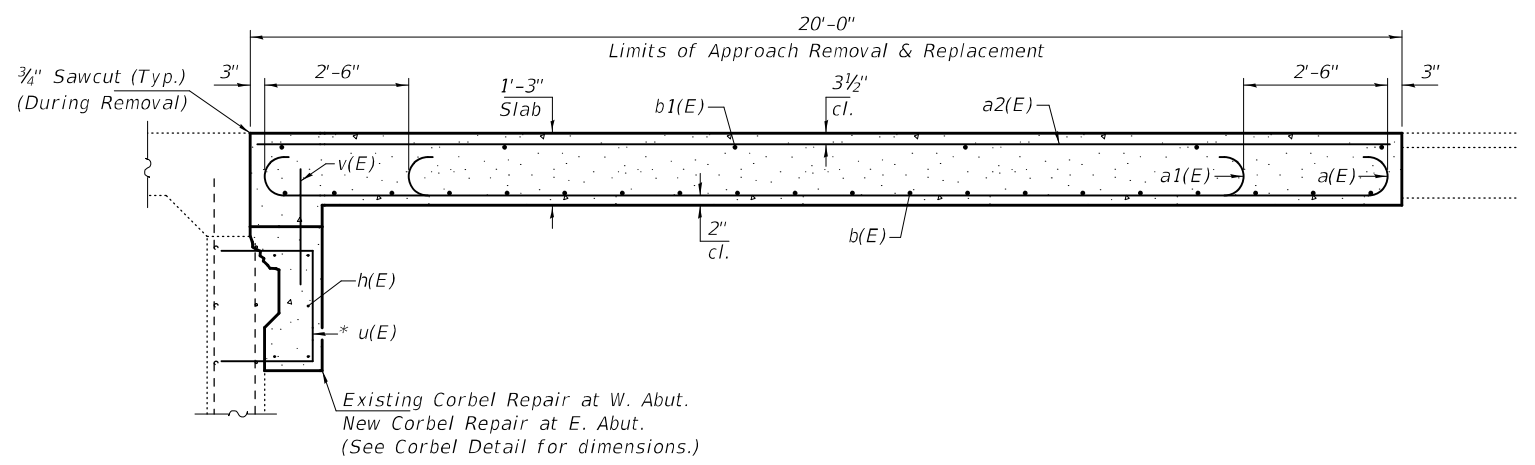 20'-0"
Limits of Approach Removal & Replacement
¾" Sawcut (Typ.)
(During Removal)
3"
2'-6"
1'-3"
Slab
b1(E)
3½"
cl.
a2(E)
2'-6"
3"
v(E)
a1(E)
a(E)
2"
cl.
b(E)
h(E)
* u(E)
Existing Corbel Repair at W. Abut.
New Corbel Repair at E. Abut.
(See Corbel Detail for dimensions.)